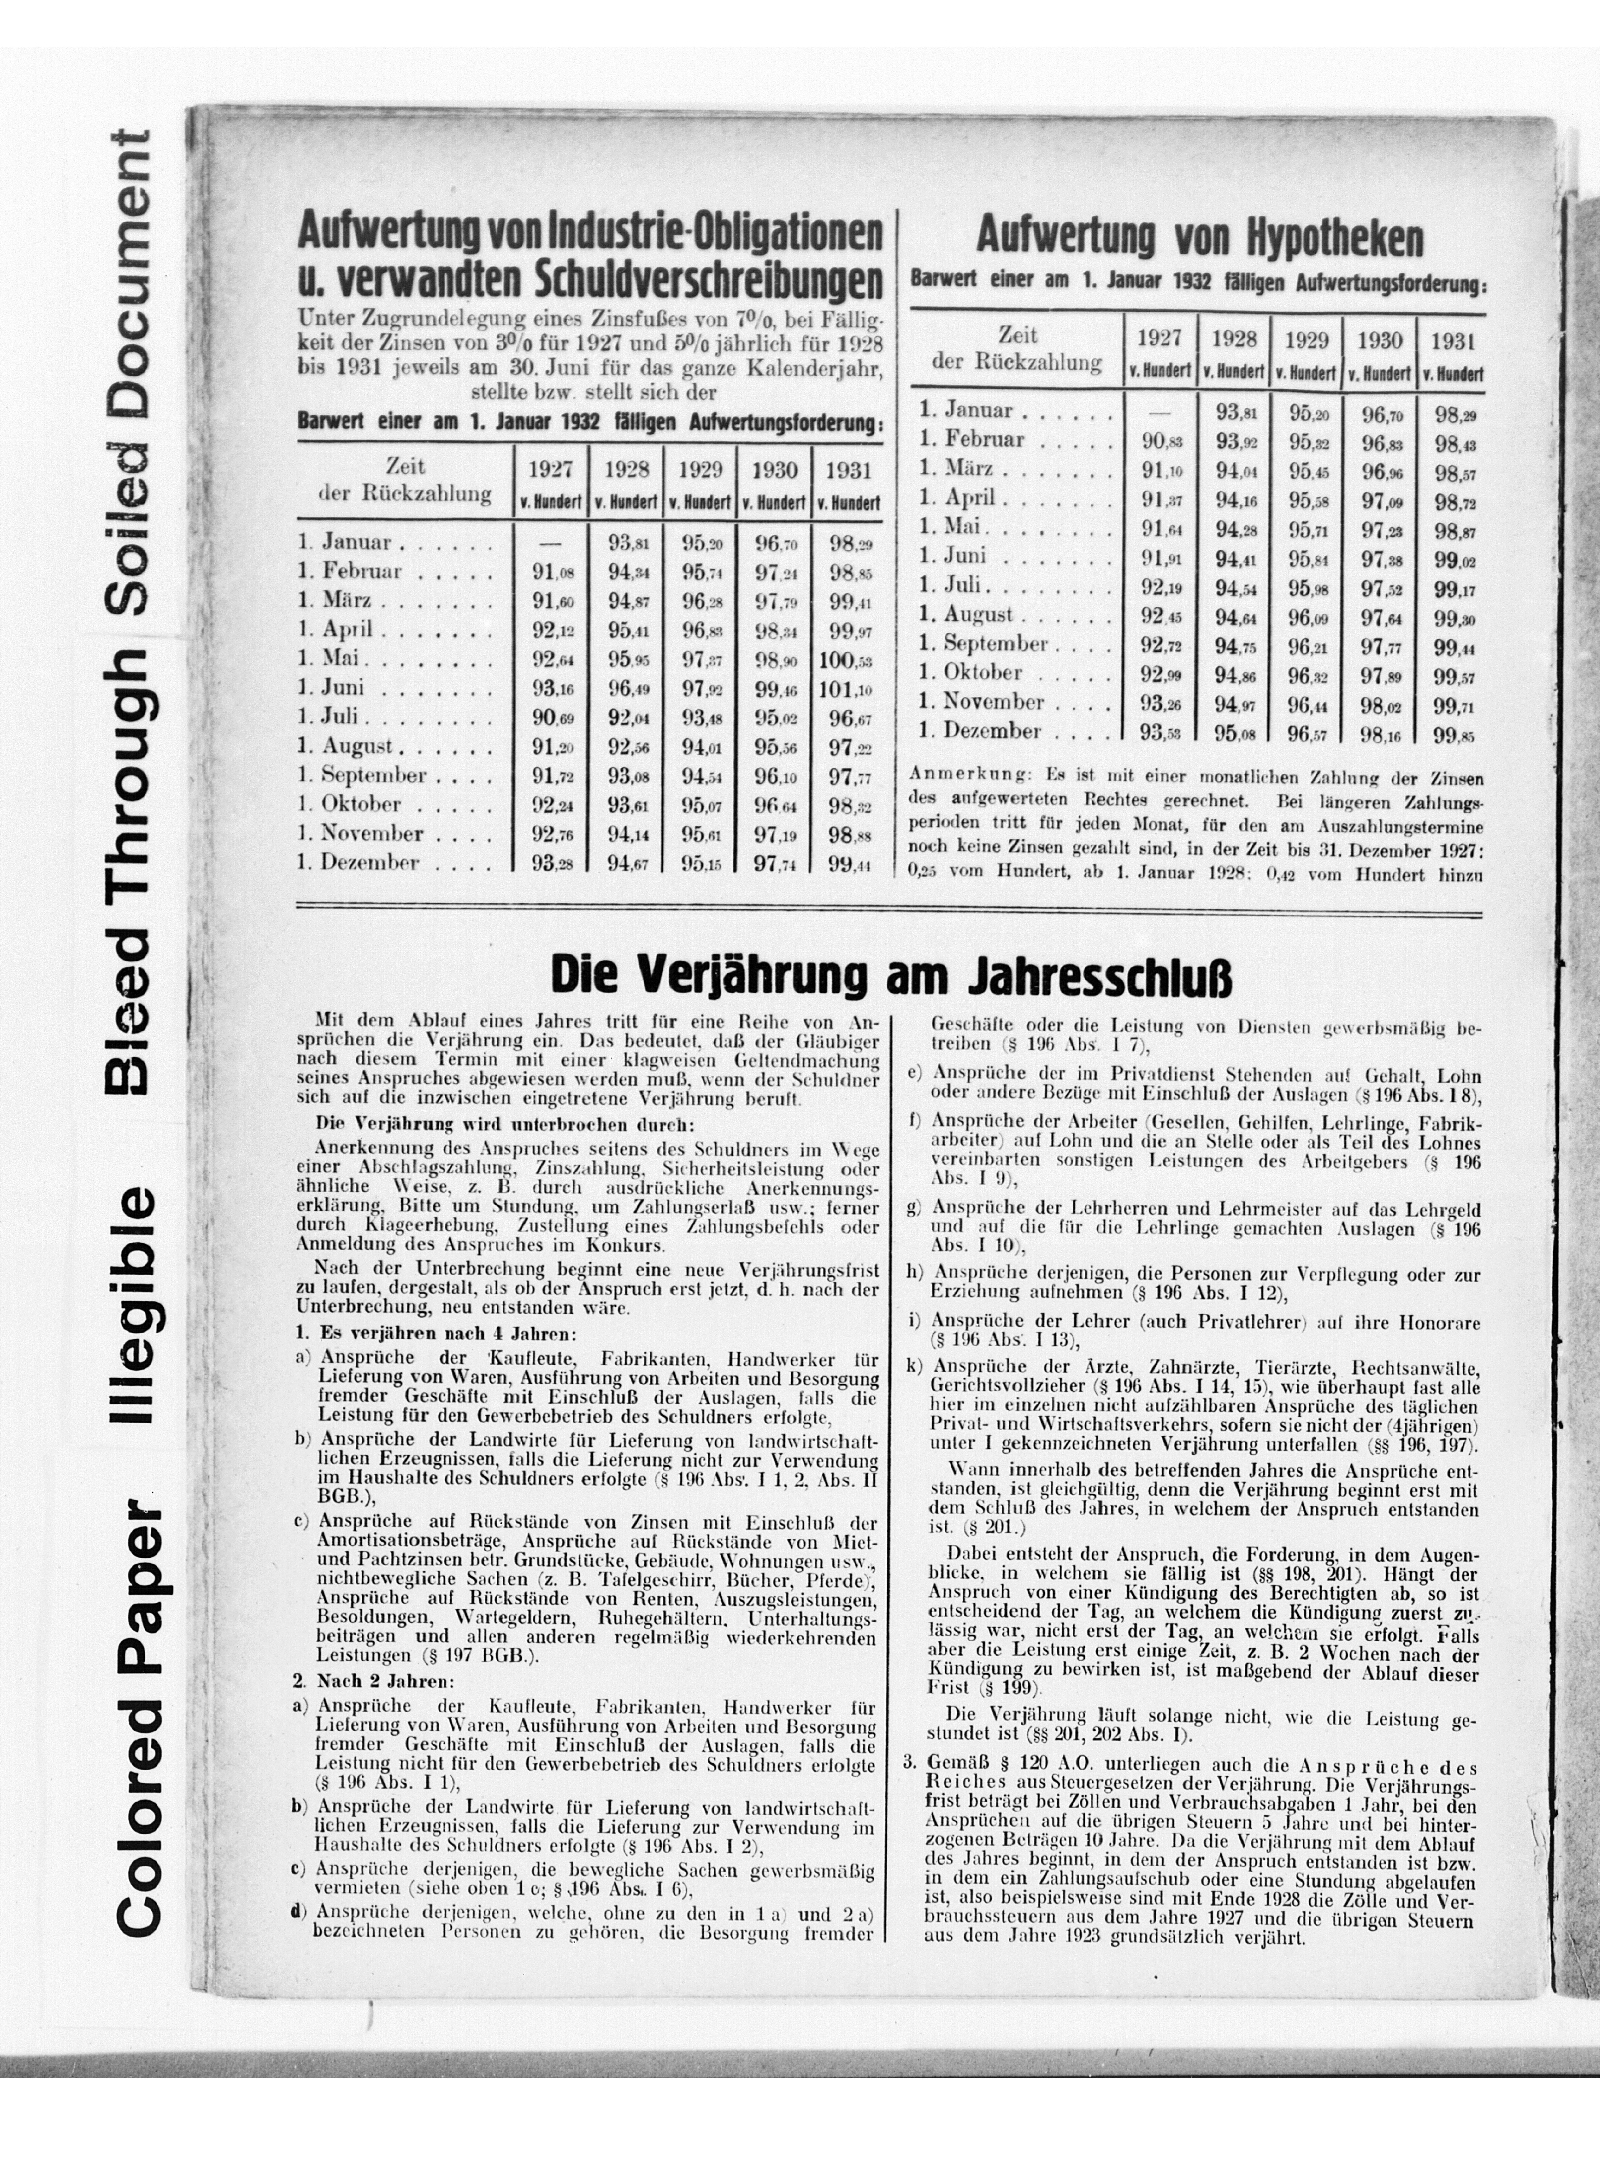 Colored Paper Illegible Bleed Through Soiled Document
Aufwertung von Industrie-Obligationen
u. verwandten Schuldverschreibungen
Unter Zugrundelegung eines Zinsfußes von 7%, bei Fällig-
keit der Zinsen von 3% für 1927 und 5% jährlich für 1928
bis 1931 jeweils am 30. Juni für das ganze Kalenderjahr,
stellte bzw. stellt sich der
Barwert einer am 1. Januar 1932 fälligen Aufwertungsforderung:
Zeit der Rückzahlung 1927 1928 1929 1930 1931
v. Hundert v. Hundert v. Hundert v. Hundert v. Hundert
1. Januar . . . . . . — 93,81 95,20 96,70 98,29
1. Februar . . . . . 91,08 94,34 95,74 97,24 98,85
1. März . . . . . . . 91,60 94,87 96,28 97,79 99,41
1. April . . . . . . . 92,12 95,41 96,83 98,34 99,97
1. Mai . . . . . . . . 92,64 95,95 97,37 98,90 100,53
1. Juni . . . . . . . 93,16 96,49 97,92 99,46 101,10
1. Juli . . . . . . . . 90,69 92,04 93,48 95,02 96,67
1. August . . . . . . 91,20 92,56 94,01 95,56 97,22
1. September . . . . 91,72 93,08 94,54 96,10 97,77
1. Oktober . . . . . 92,24 93,61 95,07 96,64 98,32
1. November . . . . 92,76 94,14 95,61 97,19 98,88
1. Dezember . . . . 93,28 94,67 95,15 97,74 99,44
Aufwertung von Hypotheken
Barwert einer am 1. Januar 1932 fälligen Aufwertungsforderung:
Zeit der Rückzahlung 1927 1928 1929 1930 1931
v. Hundert v. Hundert v. Hundert v. Hundert v. Hundert
1. Januar . . . . . . — 93,81 95,20 96,70 98,29
1. Februar . . . . . 90,83 93,92 95,32 96,83 98,43
1. März . . . . . . . 91,10 94,04 95,45 96,96 98,57
1. April . . . . . . . 91,37 94,16 95,58 97,09 98,72
1. Mai . . . . . . . . 91,64 94,28 95,71 97,23 98,87
1. Juni . . . . . . . 91,91 94,41 95,84 97,38 99,02
1. Juli . . . . . . . . 92,19 94,54 95,98 97,52 99,17
1. August . . . . . . 92,45 94,64 96,09 97,64 99,30
1. September . . . . 92,72 94,75 96,21 97,77 99,44
1. Oktober . . . . . 92,99 94,86 96,32 97,89 99,57
1. November . . . . 93,26 94,97 96,44 98,02 99,71
1. Dezember . . . . 93,53 95,08 96,57 98,16 99,85
Anmerkung: Es ist mit einer monatlichen Zahlung der Zinsen
des aufgewerteten Rechtes gerechnet. Bei längeren Zahlungs-
perioden tritt für jeden Monat, für den am Auszahlungstermine
noch keine Zinsen gezahlt sind, in der Zeit bis 31. Dezember 1927:
0,25 vom Hundert, ab 1. Januar 1928: 0,42 vom Hundert hinzu
Die Verjährung am Jahresschluß
Mit dem Ablauf eines Jahres tritt für eine Reihe von An-
sprüchen die Verjährung ein. Das bedeutet, daß der Gläubiger
nach diesem Termin mit einer klagweisen Geltendmachung
seines Anspruches abgewiesen werden muß, wenn der Schuldner
sich auf die inzwischen eingetretene Verjährung beruft.
Die Verjährung wird unterbrochen durch:
Anerkennung des Anspruches seitens des Schuldners im Wege
einer Abschlagszahlung, Zinszahlung, Sicherheitsleistung oder
ähnliche Weise, z. B. durch ausdrückliche Anerkennungs-
erklärung, Bitte um Stundung, um Zahlungserlaß usw.; ferner
durch Klageerhebung, Zustellung eines Zahlungsbefehls oder
Anmeldung des Anspruches im Konkurs.
Nach der Unterbrechung beginnt eine neue Verjährungsfrist
zu laufen, dergestalt, als ob der Anspruch erst jetzt, d. h. nach der
Unterbrechung, neu entstanden wäre.
1. Es verjähren nach 4 Jahren:
a) Ansprüche der Kaufleute, Fabrikanten, Handwerker für
Lieferung von Waren, Ausführung von Arbeiten und Besorgung
fremder Geschäfte mit Einschluß der Auslagen, falls die
Leistung für den Gewerbebetrieb des Schuldners erfolgte,
b) Ansprüche der Landwirte für Lieferung von landwirtschaft-
lichen Erzeugnissen, falls die Lieferung nicht zur Verwendung
im Haushalte des Schuldners erfolgte (§ 196 Abs. I 1, 2, Abs. II
BGB.),
c) Ansprüche auf Rückstände von Zinsen mit Einschluß der
Amortisationsbeträge, Ansprüche auf Rückstände von Miet-
und Pachtzinsen betr. Grundstücke, Gebäude, Wohnungen usw.,
nichtbewegliche Sachen (z. B. Tafelgeschirr, Bücher, Pferde),
Ansprüche auf Rückstände von Renten, Auszugsleistungen,
Besoldungen, Wartegeldern, Ruhegehältern, Unterhaltungs-
beiträgen und allen anderen regelmäßig wiederkehrenden
Leistungen (§ 197 BGB.).
2. Nach 2 Jahren:
a) Ansprüche der Kaufleute, Fabrikanten, Handwerker für
Lieferung von Waren, Ausführung von Arbeiten und Besorgung
fremder Geschäfte mit Einschluß der Auslagen, falls die
Leistung nicht für den Gewerbebetrieb des Schuldners erfolgte
(§ 196 Abs. I 1),
b) Ansprüche der Landwirte für Lieferung von landwirtschaft-
lichen Erzeugnissen, falls die Lieferung zur Verwendung im
Haushalte des Schuldners erfolgte (§ 196 Abs. I 2),
c) Ansprüche derjenigen, die bewegliche Sachen gewerbsmäßig
vermieten (siehe oben 1 c; § 196 Abs. I 6),
d) Ansprüche derjenigen, welche, ohne zu den in 1 a) und 2 a)
bezeichneten Personen zu gehören, die Besorgung fremder
Geschäfte oder die Leistung von Diensten gewerbsmäßig be-
treiben (§ 196 Abs. I 7),
e) Ansprüche der im Privatdienst Stehenden auf Gehalt, Lohn
oder andere Bezüge mit Einschluß der Auslagen (§ 196 Abs. I 8),
f) Ansprüche der Arbeiter (Gesellen, Gehilfen, Lehrlinge, Fabrik-
arbeiter) auf Lohn und die an Stelle oder als Teil des Lohnes
vereinbarten sonstigen Leistungen des Arbeitgebers (§ 196
Abs. I 9),
g) Ansprüche der Lehrherren und Lehrmeister auf das Lehrgeld
und auf die für die Lehrlinge gemachten Auslagen (§ 196
Abs. I 10),
h) Ansprüche derjenigen, die Personen zur Verpflegung oder zur
Erziehung aufnehmen (§ 196 Abs. I 12),
i) Ansprüche der Lehrer (auch Privatlehrer) auf ihre Honorare
(§ 196 Abs. I 13),
k) Ansprüche der Ärzte, Zahnärzte, Tierärzte, Rechtsanwälte,
Gerichtsvollzieher (§ 196 Abs. I 14, 15), wie überhaupt fast alle
hier im einzelnen nicht aufzählbaren Ansprüche des täglichen
Privat- und Wirtschaftsverkehrs, sofern sie nicht der (4jährigen)
unter I gekennzeichneten Verjährung unterfallen (§§ 196, 197).
Wann innerhalb des betreffenden Jahres die Ansprüche ent-
standen, ist gleichgültig, denn die Verjährung beginnt erst mit
dem Schluß des Jahres, in welchem der Anspruch entstanden
ist. (§ 201.)
Dabei entsteht der Anspruch, die Forderung, in dem Augen-
blicke, in welchem sie fällig ist (§§ 198, 201). Hängt der
Anspruch von einer Kündigung des Berechtigten ab, so ist
entscheidend der Tag, an welchem die Kündigung zuerst zu-
lässig war, nicht erst der Tag, an welchem sie erfolgt. Falls
aber die Leistung erst einige Zeit, z. B. 2 Wochen nach der
Kündigung zu bewirken ist, ist maßgebend der Ablauf dieser
Frist (§ 199).
Die Verjährung läuft solange nicht, wie die Leistung ge-
stundet ist (§§ 201, 202 Abs. I).
3. Gemäß § 120 A.O. unterliegen auch die Ansprüche des
Reiches aus Steuergesetzen der Verjährung. Die Verjährungs-
frist beträgt bei Zöllen und Verbrauchsabgaben 1 Jahr, bei den
Ansprüchen auf die übrigen Steuern 5 Jahre und bei hinter-
zogenen Beträgen 10 Jahre. Da die Verjährung mit dem Ablauf
des Jahres beginnt, in dem der Anspruch entstanden ist bzw.
in dem ein Zahlungsaufschub oder eine Stundung abgelaufen
ist, also beispielsweise sind mit Ende 1928 die Zölle und Ver-
brauchssteuern aus dem Jahre 1927 und die übrigen Steuern
aus dem Jahre 1923 grundsätzlich verjährt.